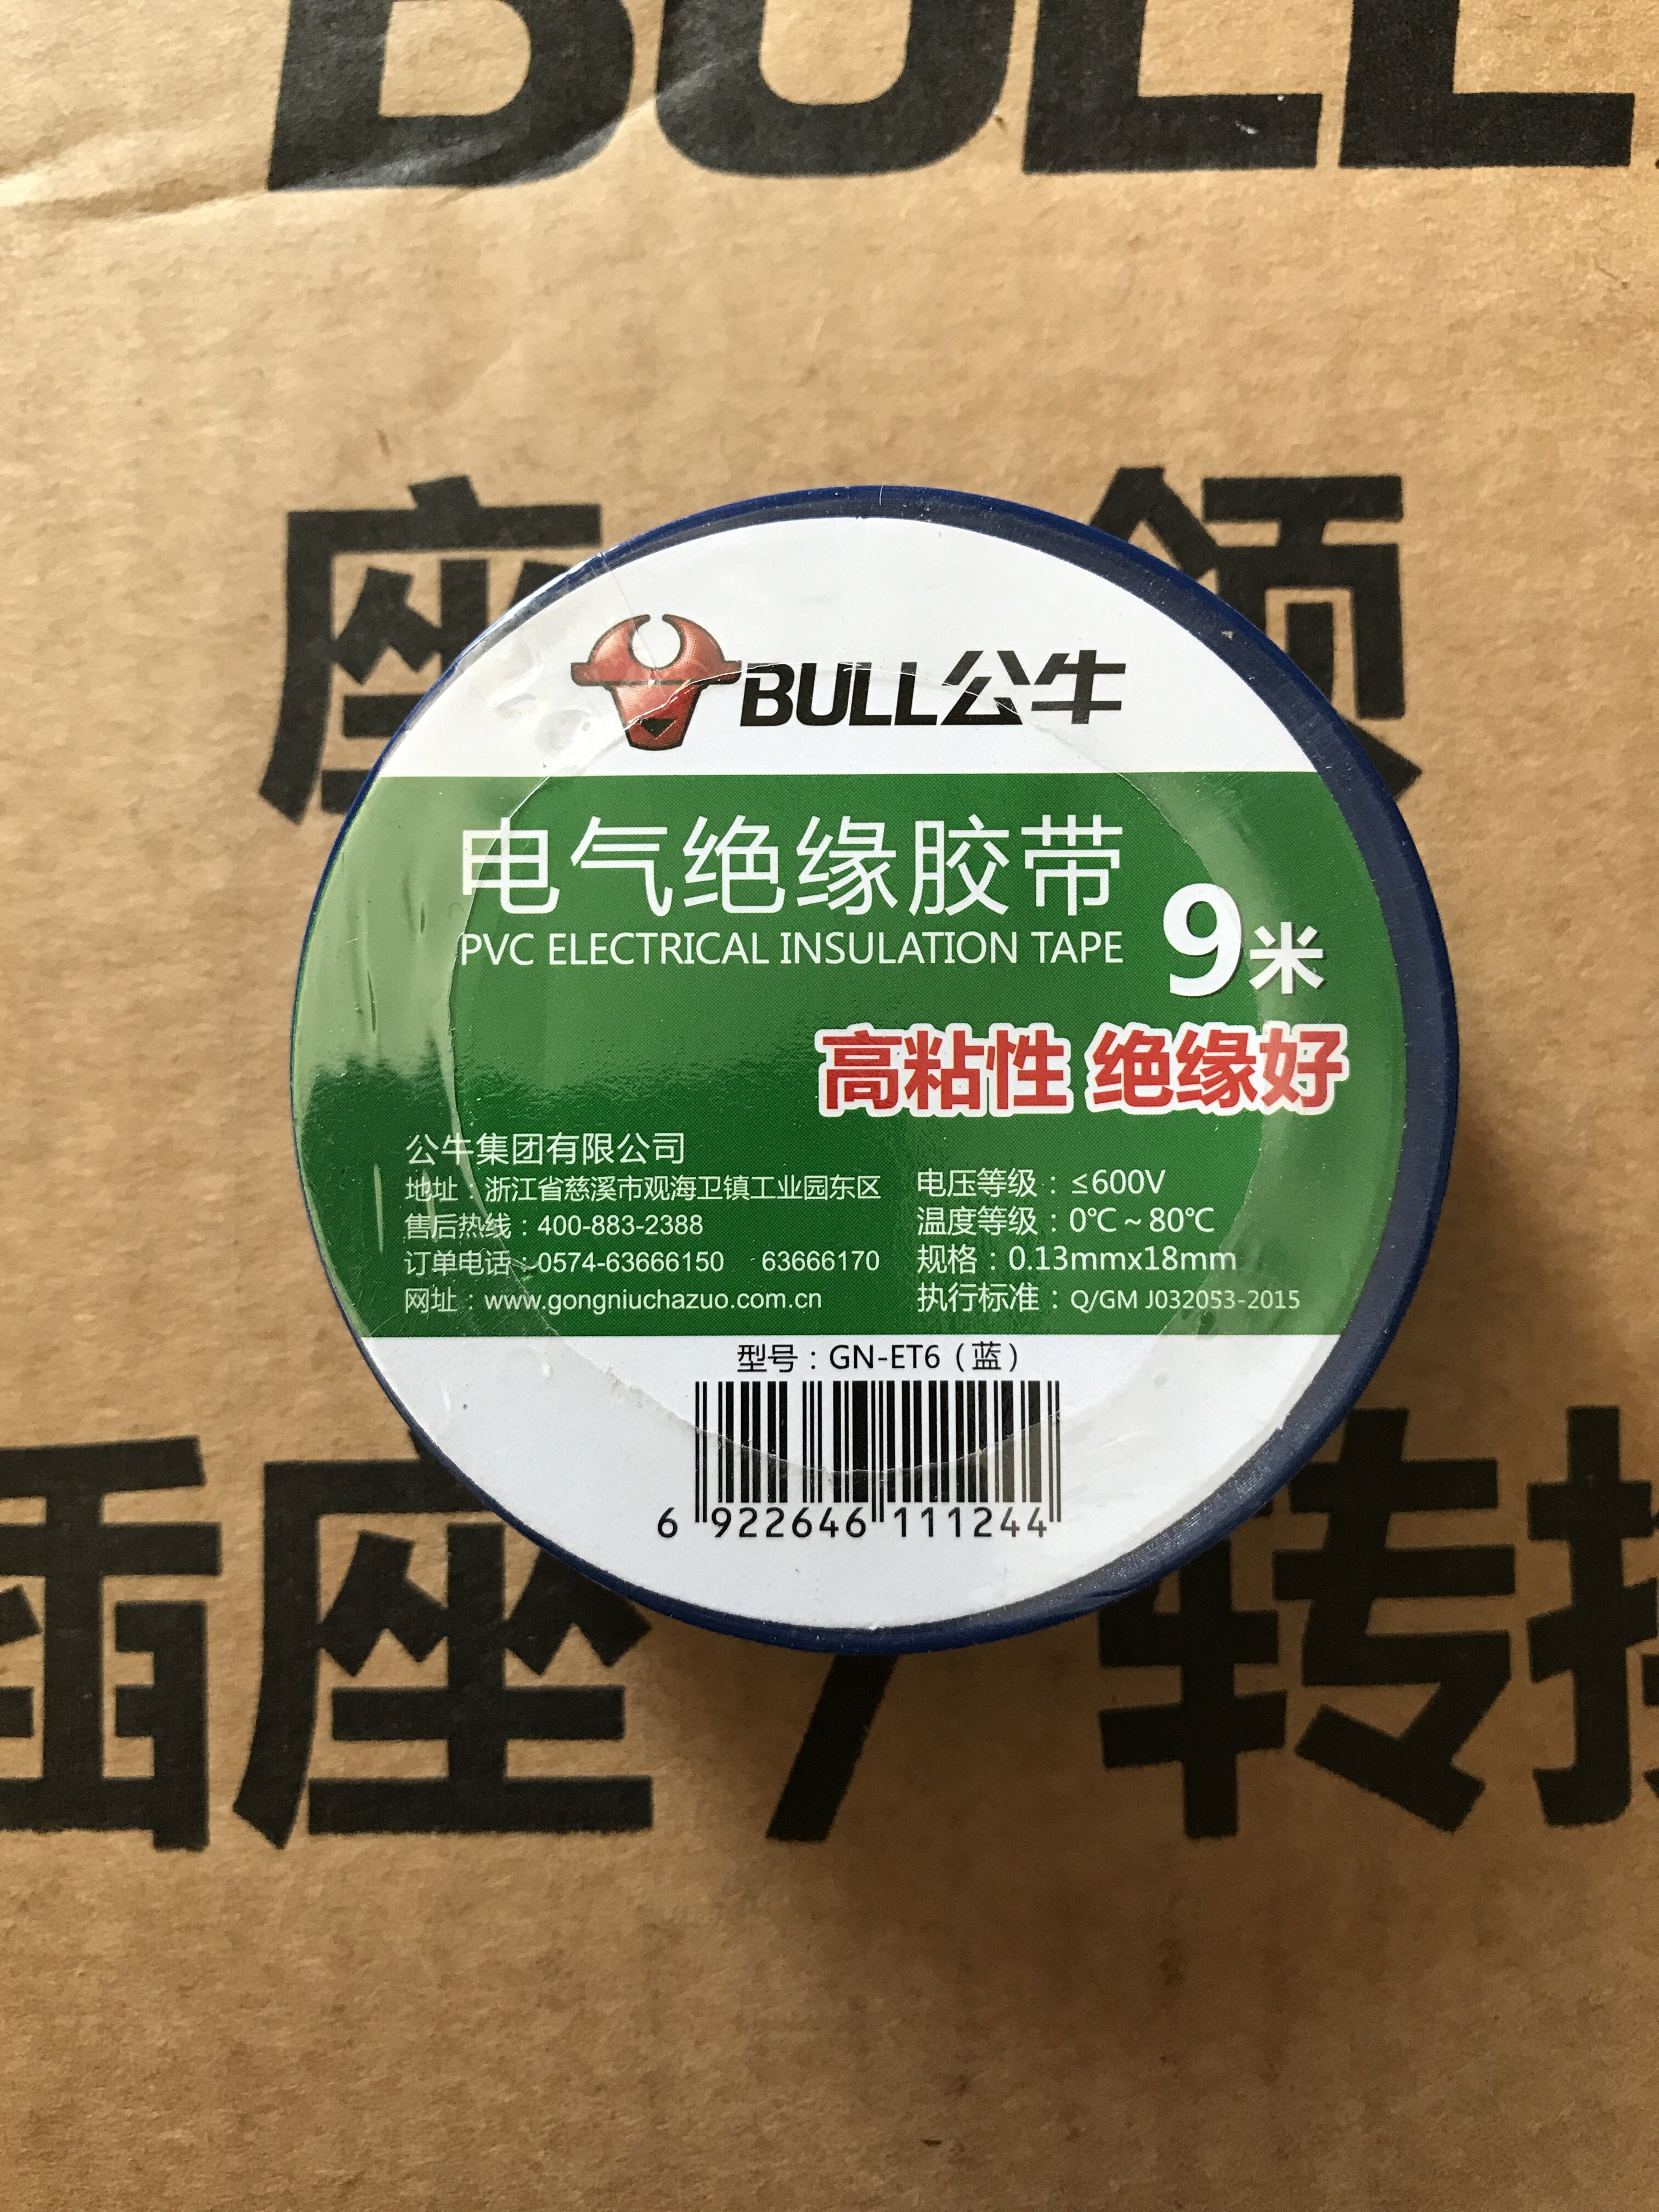 BULL
座 领
BULL公牛
电气绝缘胶带
PVC ELECTRICAL INSULATION TAPE 9米
高粘性 绝缘好
公牛集团有限公司
地址：浙江省慈溪市观海卫镇工业园东区
售后热线：400-883-2388
订单电话：0574-63666150 63666170
网址：www.gongniuchazuo.com.cn
电压等级：≤600V
温度等级：0℃~80℃
规格：0.13mmx18mm
执行标准：Q/GM J032053-2015
型号：GN-ET6（蓝）
6 922646 111244
插座 / 转接